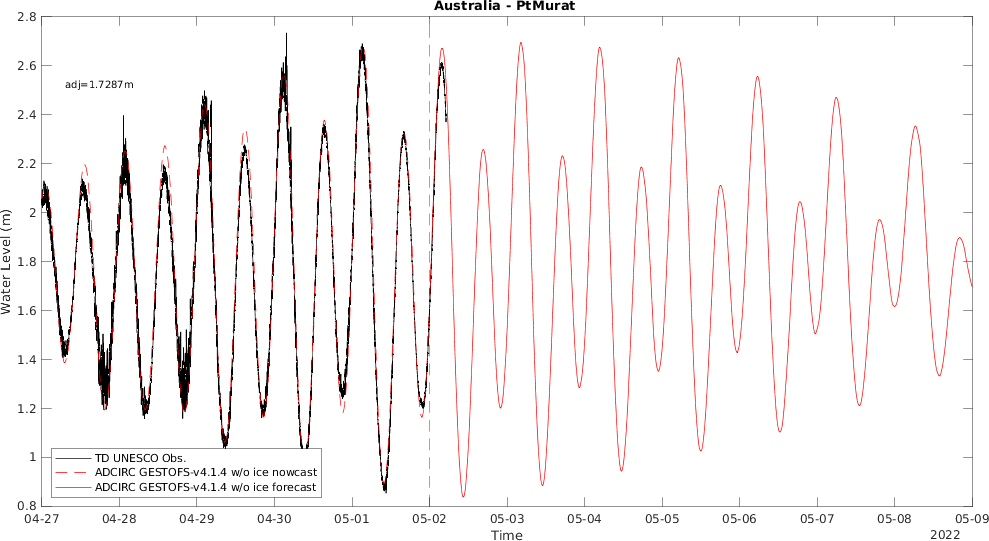 Australia - PtMurat
2.8
2.6
2.4
2.2
2
1.8
1.6
1.4
1.2
1
0.8
Water Level (m)
adj=1.7287m
TD UNESCO Obs.
ADCIRC GESTOFS-v4.1.4 w/o ice nowcast
ADCIRC GESTOFS-v4.1.4 w/o ice forecast
04-27 04-28 04-29 04-30 05-01 05-02 05-03 05-04 05-05 05-06 05-07 05-08 05-09
Time
2022